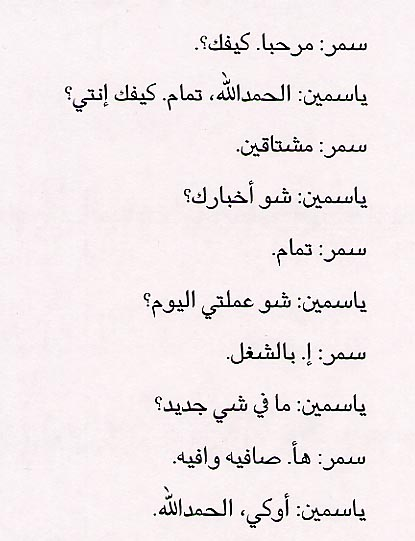 سمر: مرحبا. كيفك؟.
ياسمين: الحمدالله، تمام. كيفك إنتي؟
سمر: مشتاقين.
ياسمين: شو أخبارك؟
سمر: تمام.
ياسمين: شو عملتي اليوم؟
سمر: إ. بالشغل.
ياسمين: ما في شي جديد؟
سمر: هأ. صافيه وافيه.
ياسمين: أوكي، الحمدالله.